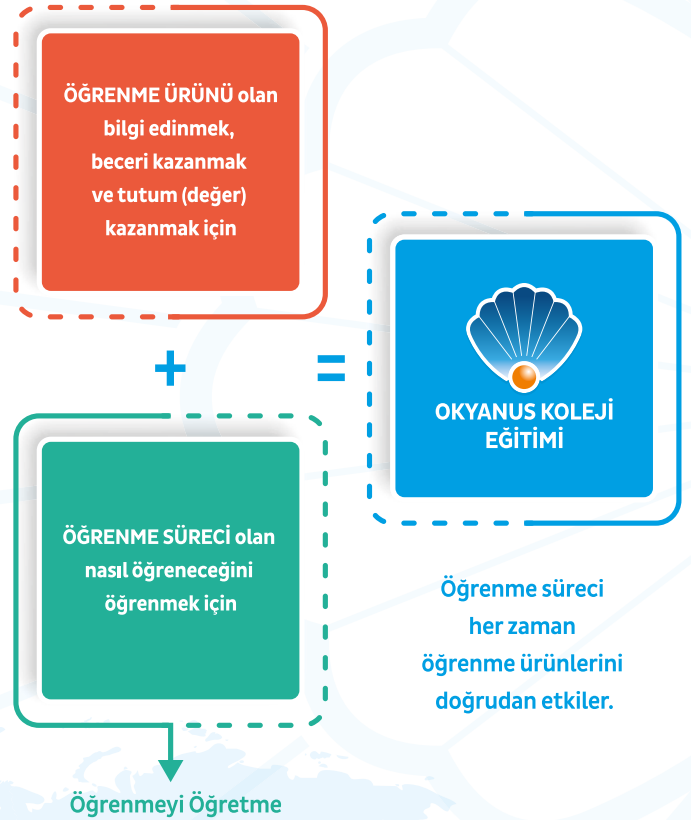 ÖĞRENME ÜRÜNÜ olan
bilgi edinmek,
beceri kazanmak
ve tutum (değer)
kazanmak için
+
=
OKYANUS KOLEJİ
EĞİTİMİ
ÖĞRENME SÜRECİ olan
nasıl öğreneceğini
öğrenmek için
Öğrenme süreci
her zaman
öğrenme ürünlerini
doğrudan etkiler.
Öğrenmeyi Öğretme